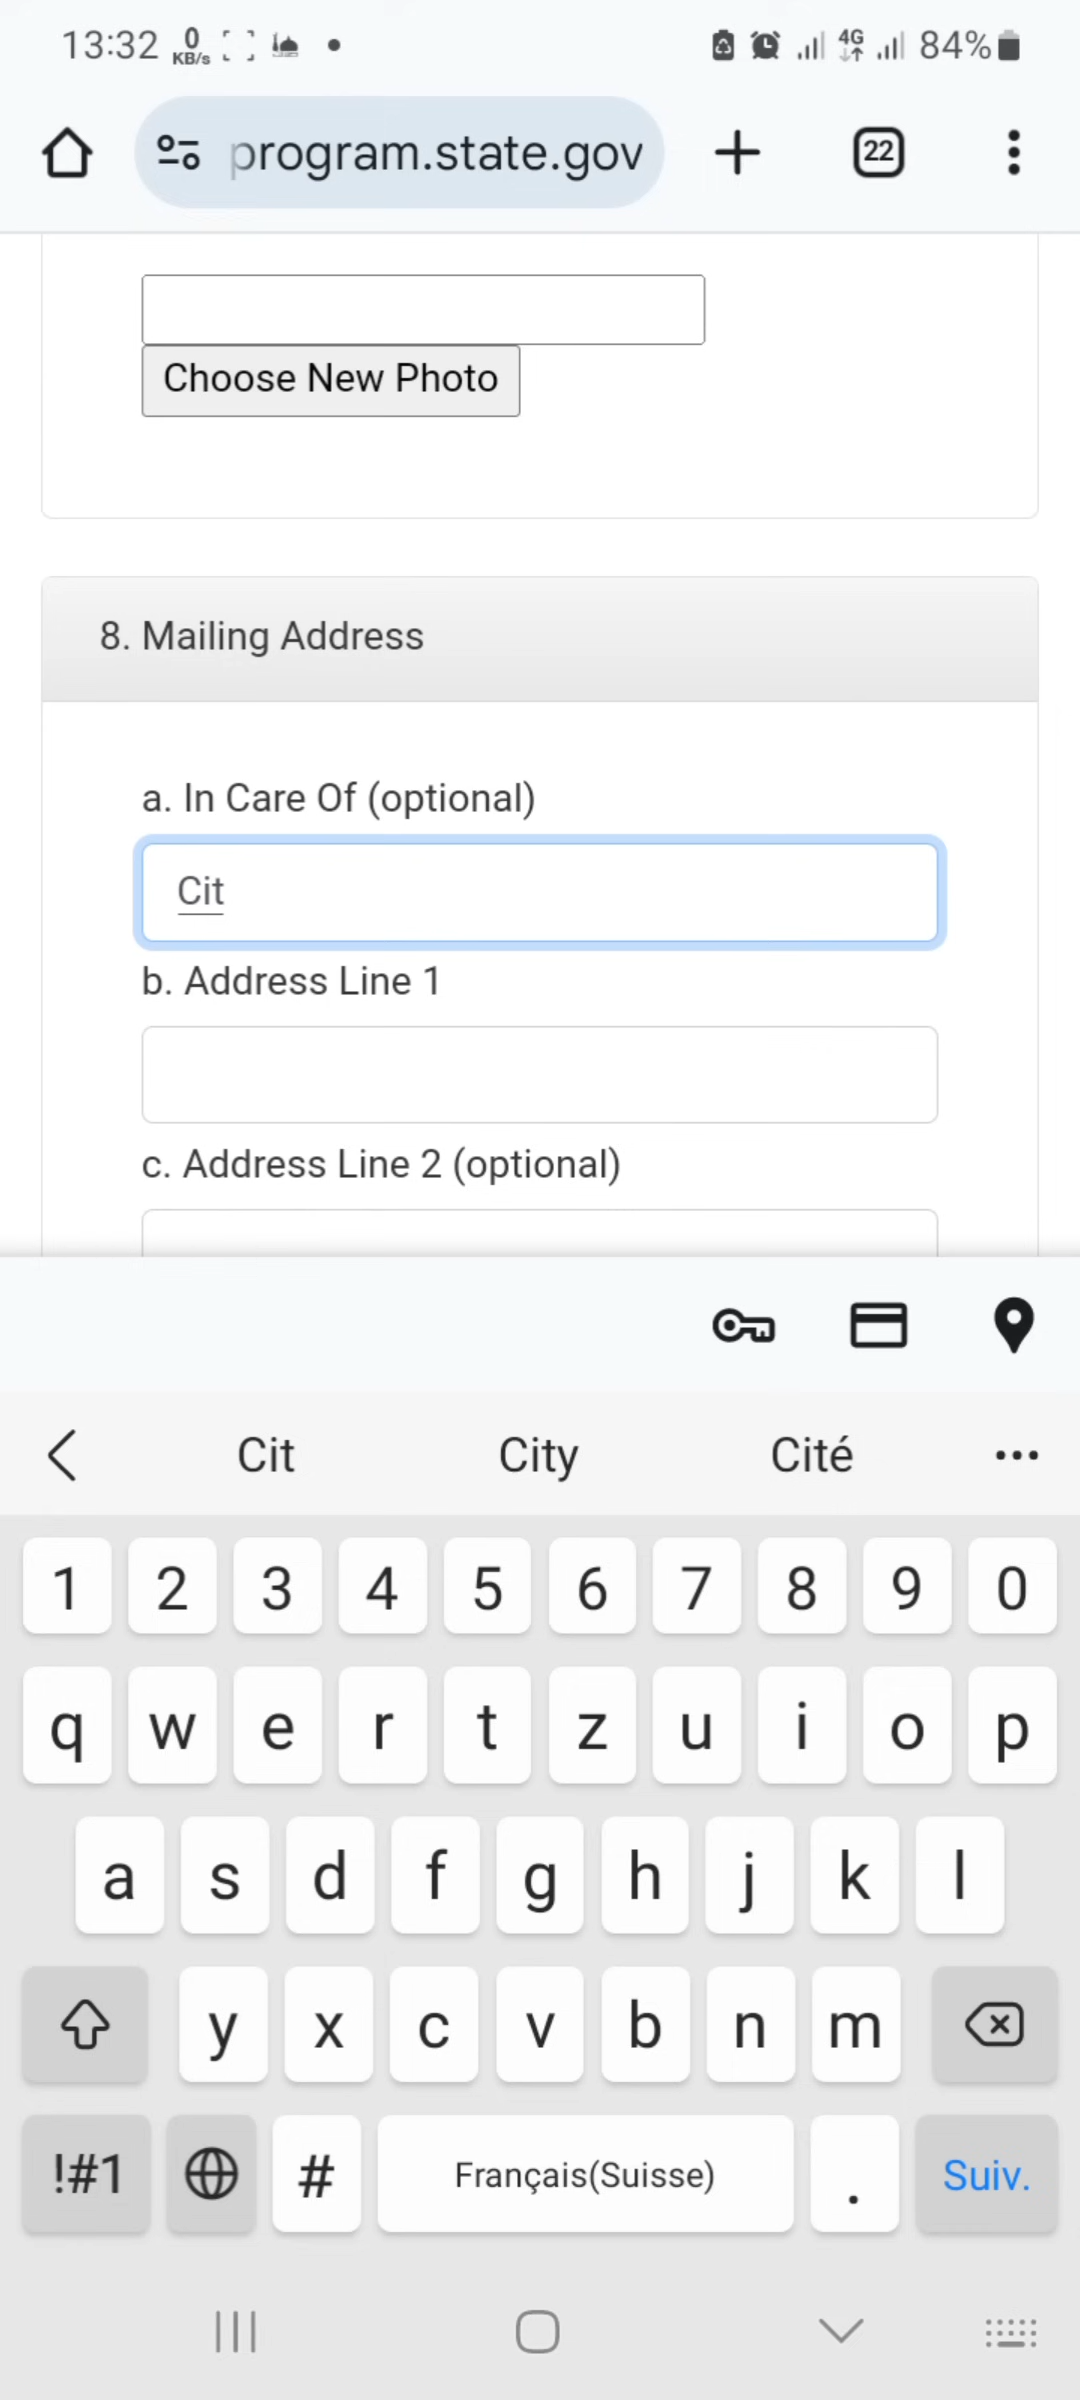 13:32 0 KB/s 4G 84%
program.state.gov 22
Choose New Photo
8. Mailing Address
a. In Care Of (optional)
Cit
b. Address Line 1
c. Address Line 2 (optional)
Cit City Cité ...
1 2 3 4 5 6 7 8 9 0
q w e r t z u i o p
a s d f g h j k l
y x c v b n m
!#1 # Français(Suisse) . Suiv.